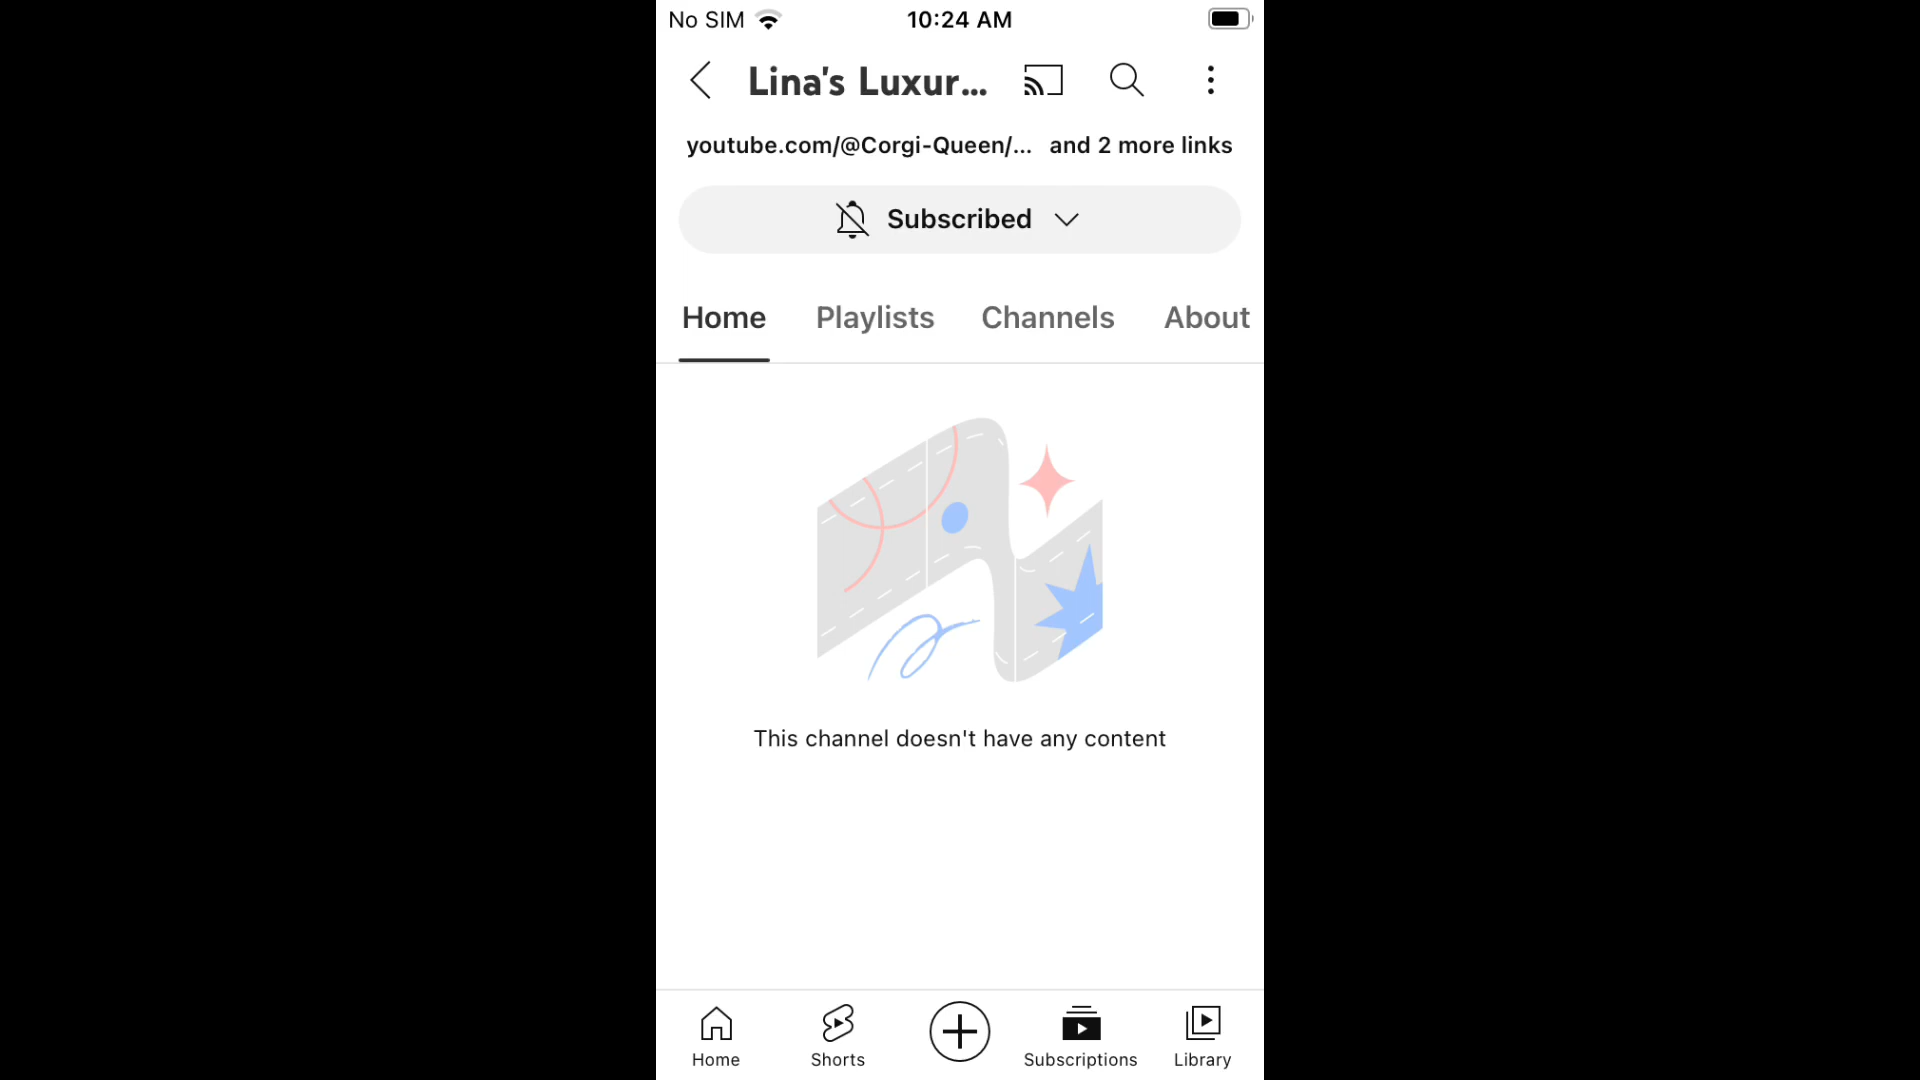 No SIM 10:24 AM
Lina's Luxur...
youtube.com/@Corgi-Queen/... and 2 more links
Subscribed
Home Playlists Channels About
This channel doesn't have any content
Home Shorts Subscriptions Library